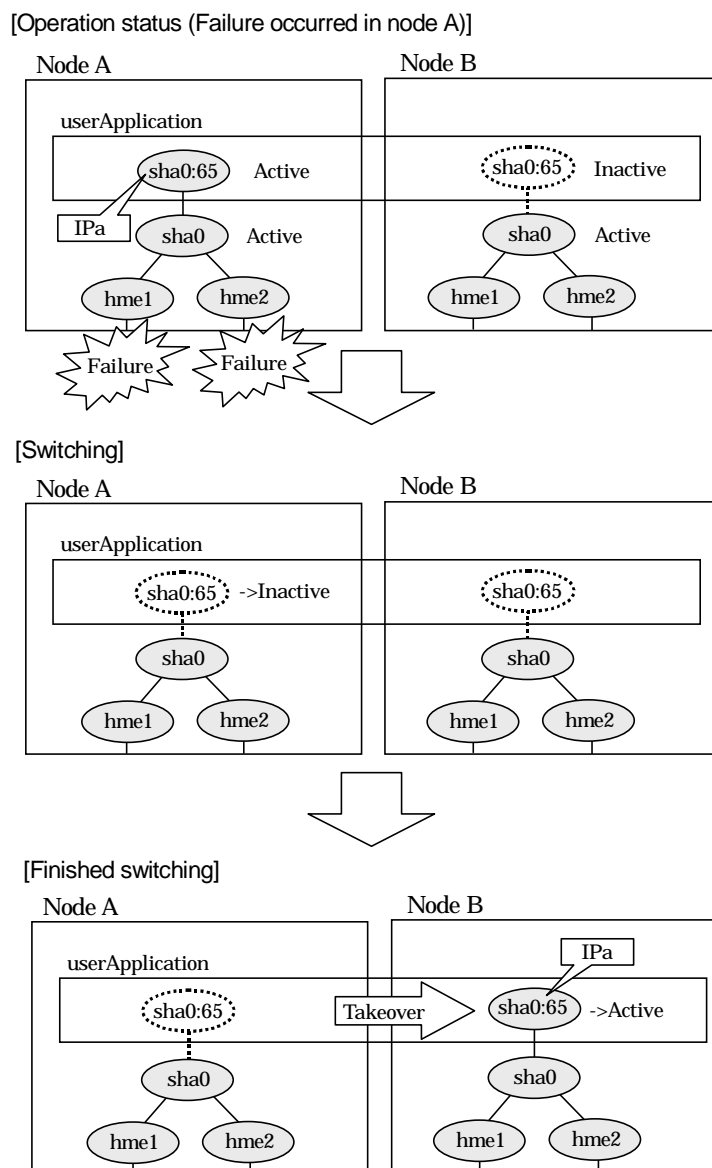 [Operation status (Failure occurred in node A)]
Node A
Node B
userApplication
sha0:65 Active
sha0:65 Inactive
IPa
sha0 Active
sha0 Active
hme1 hme2
hme1 hme2
Failure Failure
[Switching]
Node A
Node B
userApplication
sha0:65 ->Inactive
sha0:65
sha0
sha0
hme1 hme2
hme1 hme2
[Finished switching]
Node A
Node B
IPa
userApplication
sha0:65
Takeover
sha0:65 ->Active
sha0
sha0
hme1 hme2
hme1 hme2